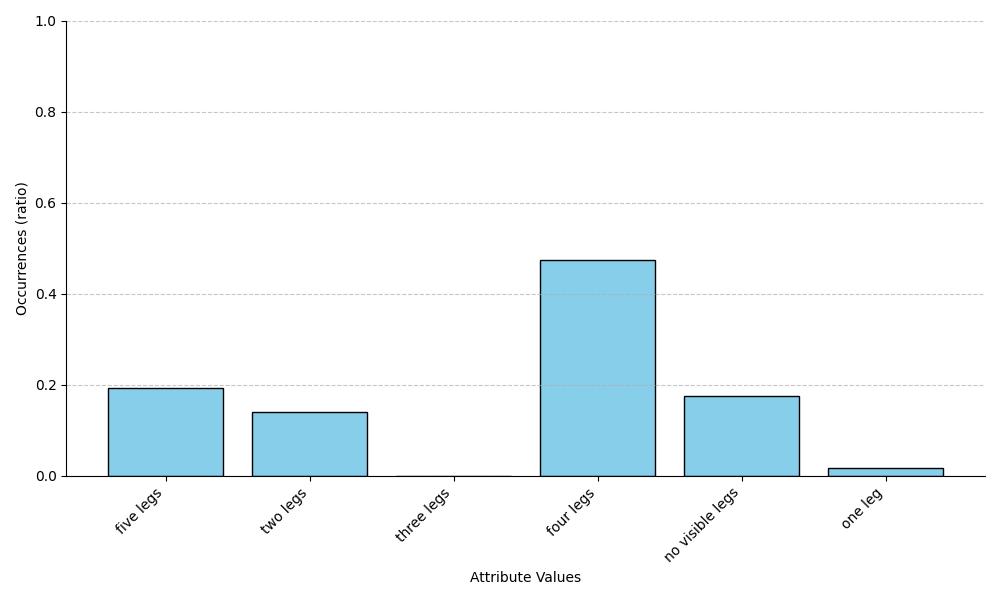 1.0
0.8
0.6
0.4
0.2
0.0
Occurrences (ratio)
five legs
two legs
three legs
four legs
no visible legs
one leg
Attribute Values